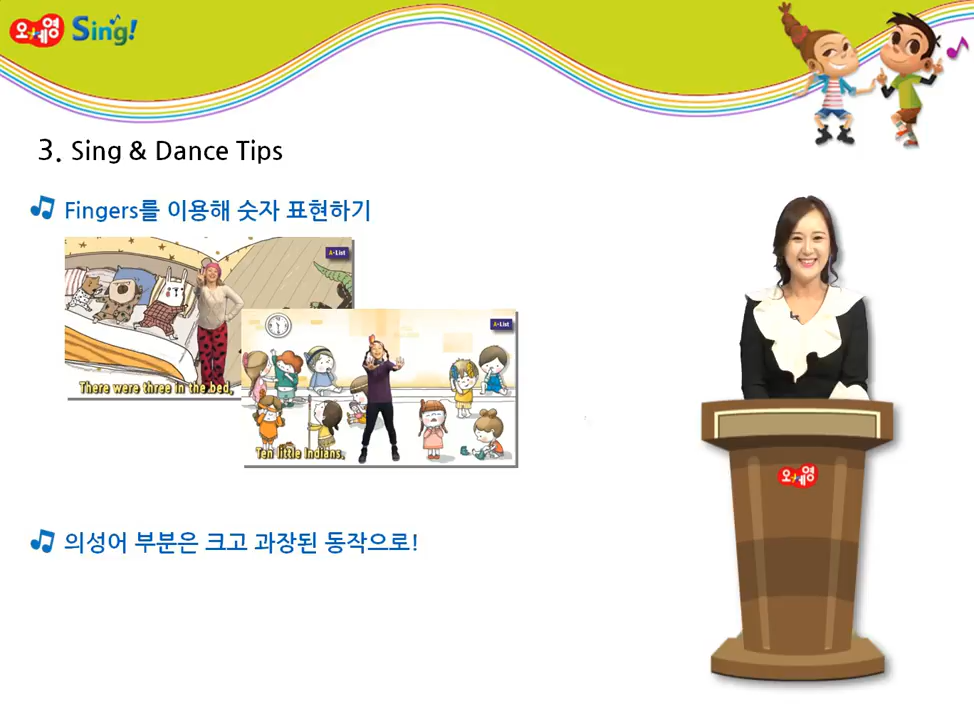 오세영 Sing!
3. Sing & Dance Tips
Fingers를 이용해 숫자 표현하기
A•List
There were three in the bed,
A•List
Ten little Indians,
오세영
의성어 부분은 크고 과장된 동작으로!